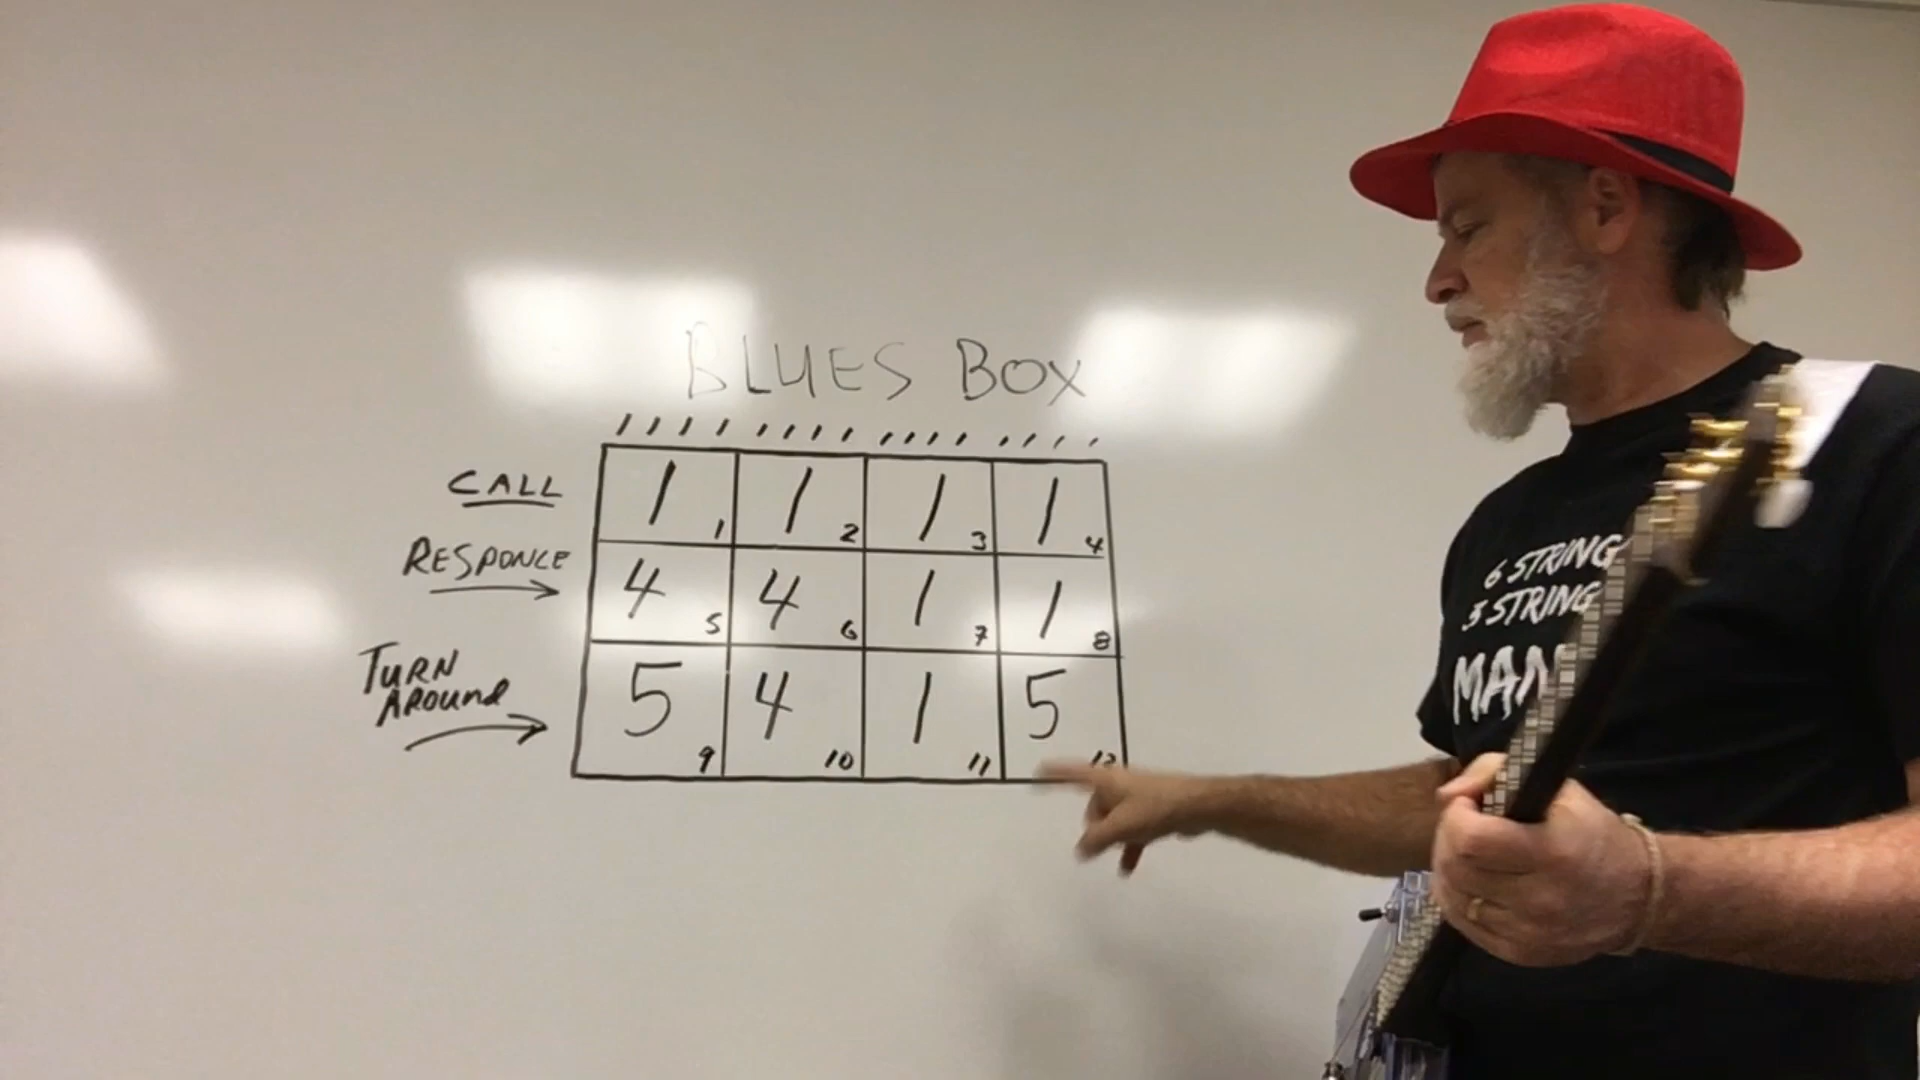 BLUES BOX
CALL 1 1 1 2 1 3 1 4
RESPONCE 4 5 4 6 1 7 1 8
TURN
AROUND 5 9 4 10 1 11 5 12
6 STRING
3 STRING
MAN